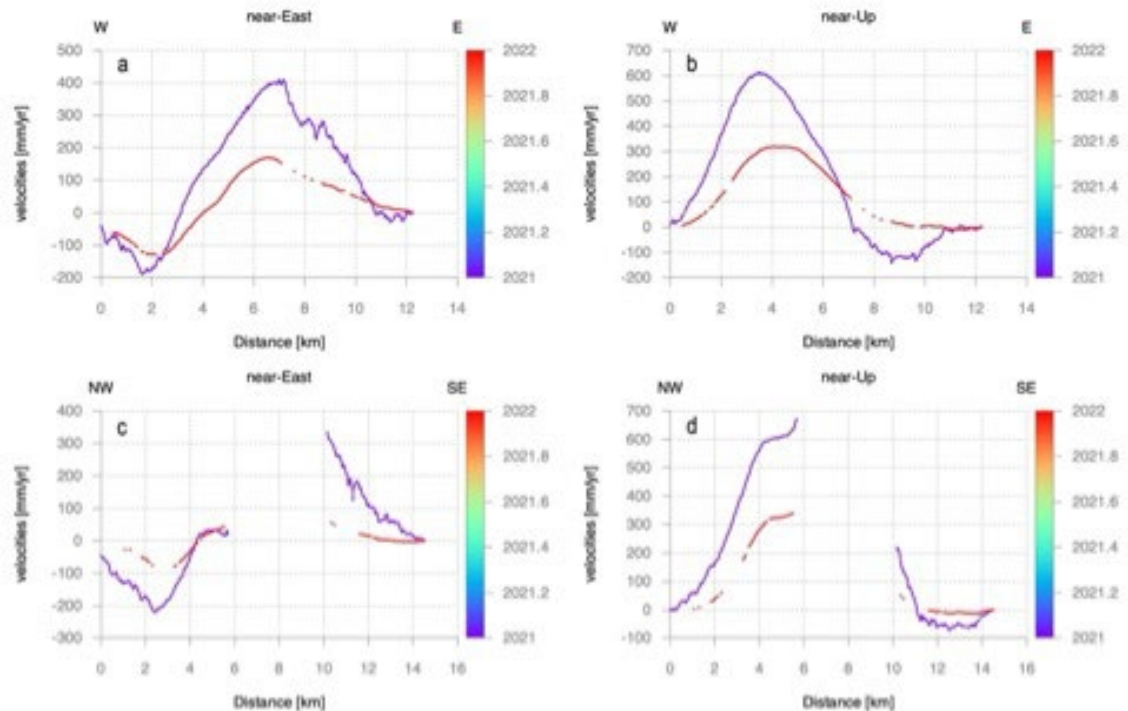 near-East
W E
a
500
400
300
200
100
0
-100
-200
velocities [mm/yr]
0 2 4 6 8 10 12 14
Distance [km]
2022
2021.8
2021.6
2021.4
2021.2
2021
near-Up
W E
b
700
600
500
400
300
200
100
0
-100
-200
velocities [mm/yr]
0 2 4 6 8 10 12 14
Distance [km]
2022
2021.8
2021.6
2021.4
2021.2
2021
near-East
NW SE
c
400
300
200
100
0
-100
-200
-300
velocities [mm/yr]
0 2 4 6 8 10 12 14 16
Distance [km]
2022
2021.8
2021.6
2021.4
2021.2
2021
near-Up
NW SE
d
700
600
500
400
300
200
100
0
-100
velocities [mm/yr]
0 2 4 6 8 10 12 14 16
Distance [km]
2022
2021.8
2021.6
2021.4
2021.2
2021